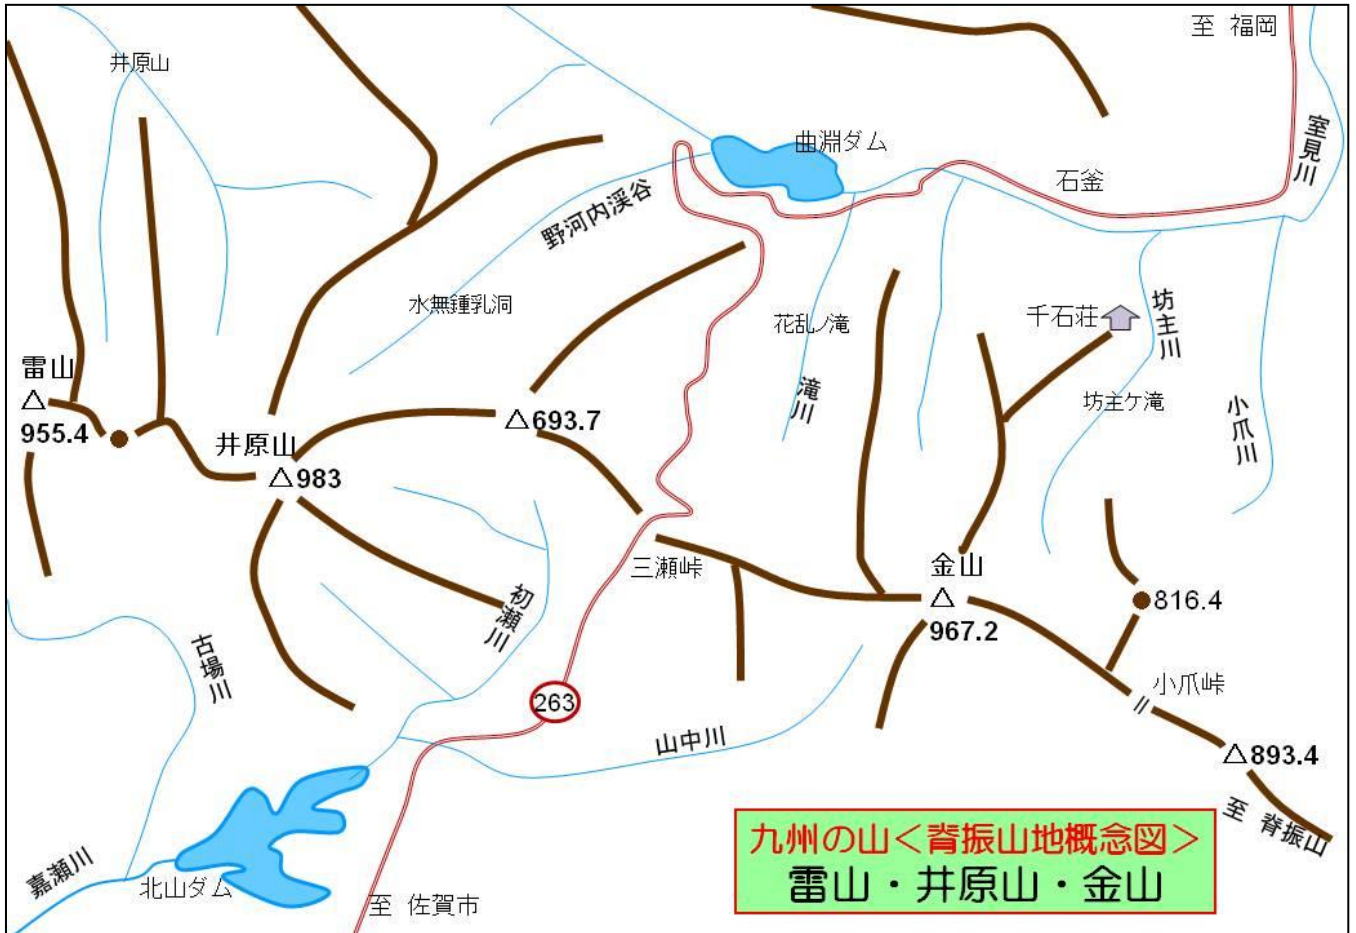 至 福岡
井原山
室見川
曲淵ダム
石釜
野河内渓谷
水無鍾乳洞
花乱ノ滝
千石荘
坊主川
雷山
955.4
滝川
坊主ケ滝
小爪川
693.7
井原山
983
三瀬峠
金山
967.2
816.4
初瀬川
古場川
263
小爪峠
山中川
893.4
至 脊振山
嘉瀬川
北山ダム
至 佐賀市
九州の山<脊振山地概念図>
雷山・井原山・金山